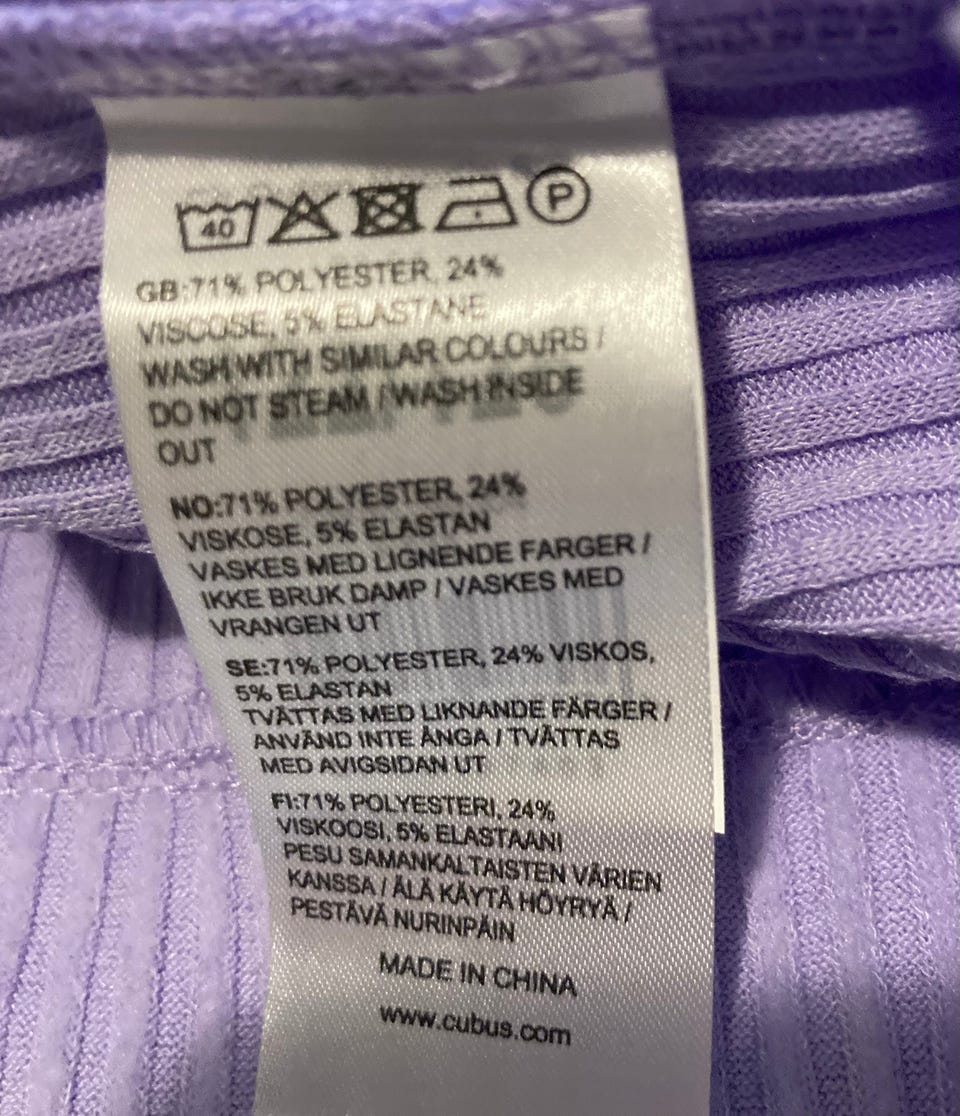 40
P
GB:71% POLYESTER, 24%
VISCOSE, 5% ELASTANE
WASH WITH SIMILAR COLOURS /
DO NOT STEAM / WASH INSIDE
OUT
NO:71% POLYESTER, 24%
VISKOSE, 5% ELASTAN
VASKES MED LIGNENDE FARGER /
IKKE BRUK DAMP / VASKES MED
VRANGEN UT
SE:71% POLYESTER, 24% VISKOS,
5% ELASTAN
TVÄTTAS MED LIKNANDE FÄRGER /
ANVÄND INTE ÅNGA / TVÄTTAS
MED AVIGSIDAN UT
FI:71% POLYESTERI, 24%
VISKOOSI, 5% ELASTAANI
PESU SAMANKALTAISTEN VÄRIEN
KANSSA / ÄLÄ KÄYTÄ HÖYRYÄ /
PESTÄVÄ NURINPÄIN
MADE IN CHINA
www.cubus.com